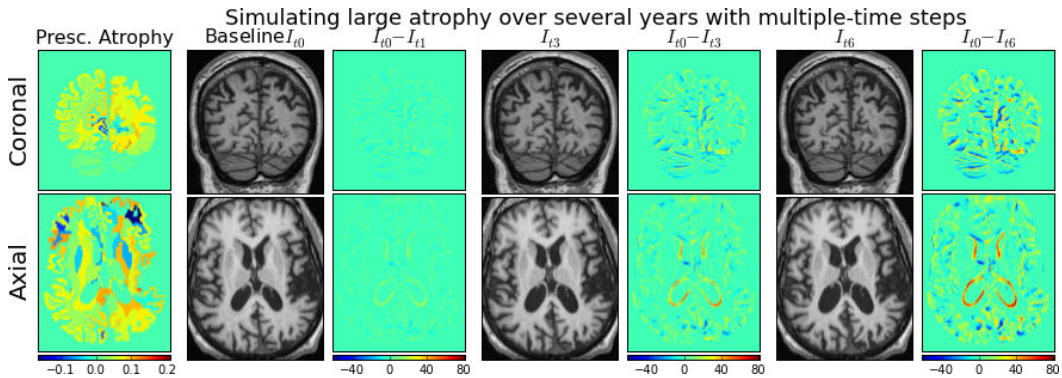 Simulating large atrophy over several years with multiple-time steps
Presc. Atrophy Baseline I_{t0} I_{t0}−I_{t1} I_{t3} I_{t0}−I_{t3} I_{t6} I_{t0}−I_{t6}
Coronal
Axial
−0.1 0.0 0.1 0.2 −40 0 40 80 −40 0 40 80 −40 0 40 80